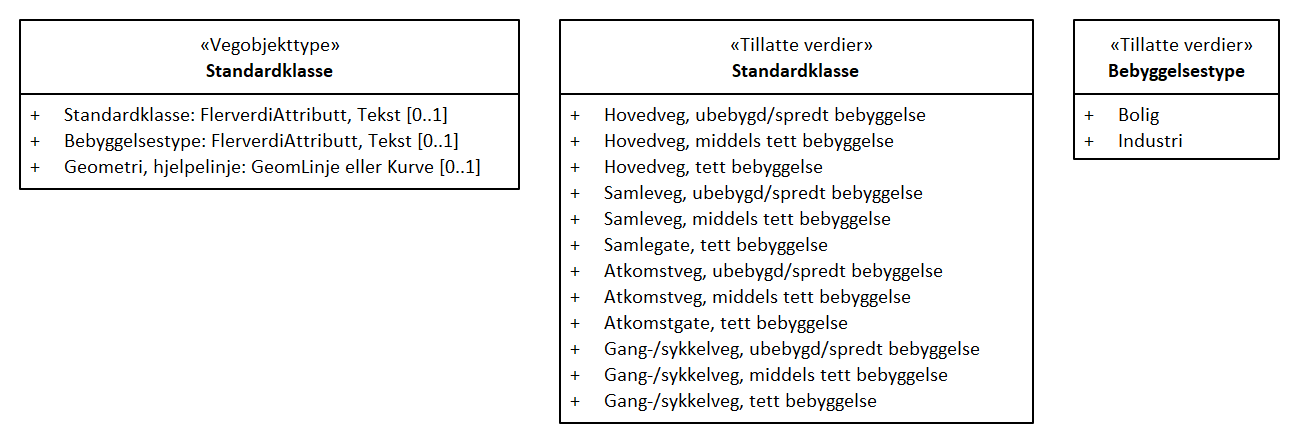 «Vegobjekttype»
Standardklasse
+ Standardklasse: FlerverdiAttributt, Tekst [0..1]
+ Bebyggelsestype: FlerverdiAttributt, Tekst [0..1]
+ Geometri, hjelpelinje: GeomLinje eller Kurve [0..1]
«Tillatte verdier»
Standardklasse
+ Hovedveg, ubebygd/spredt bebyggelse
+ Hovedveg, middels tett bebyggelse
+ Hovedveg, tett bebyggelse
+ Samleveg, ubebygd/spredt bebyggelse
+ Samleveg, middels tett bebyggelse
+ Samlegate, tett bebyggelse
+ Atkomstveg, ubebygd/spredt bebyggelse
+ Atkomstveg, middels tett bebyggelse
+ Atkomstgate, tett bebyggelse
+ Gang-/sykkelveg, ubebygd/spredt bebyggelse
+ Gang-/sykkelveg, middels tett bebyggelse
+ Gang-/sykkelveg, tett bebyggelse
«Tillatte verdier»
Bebyggelsestype
+ Bolig
+ Industri